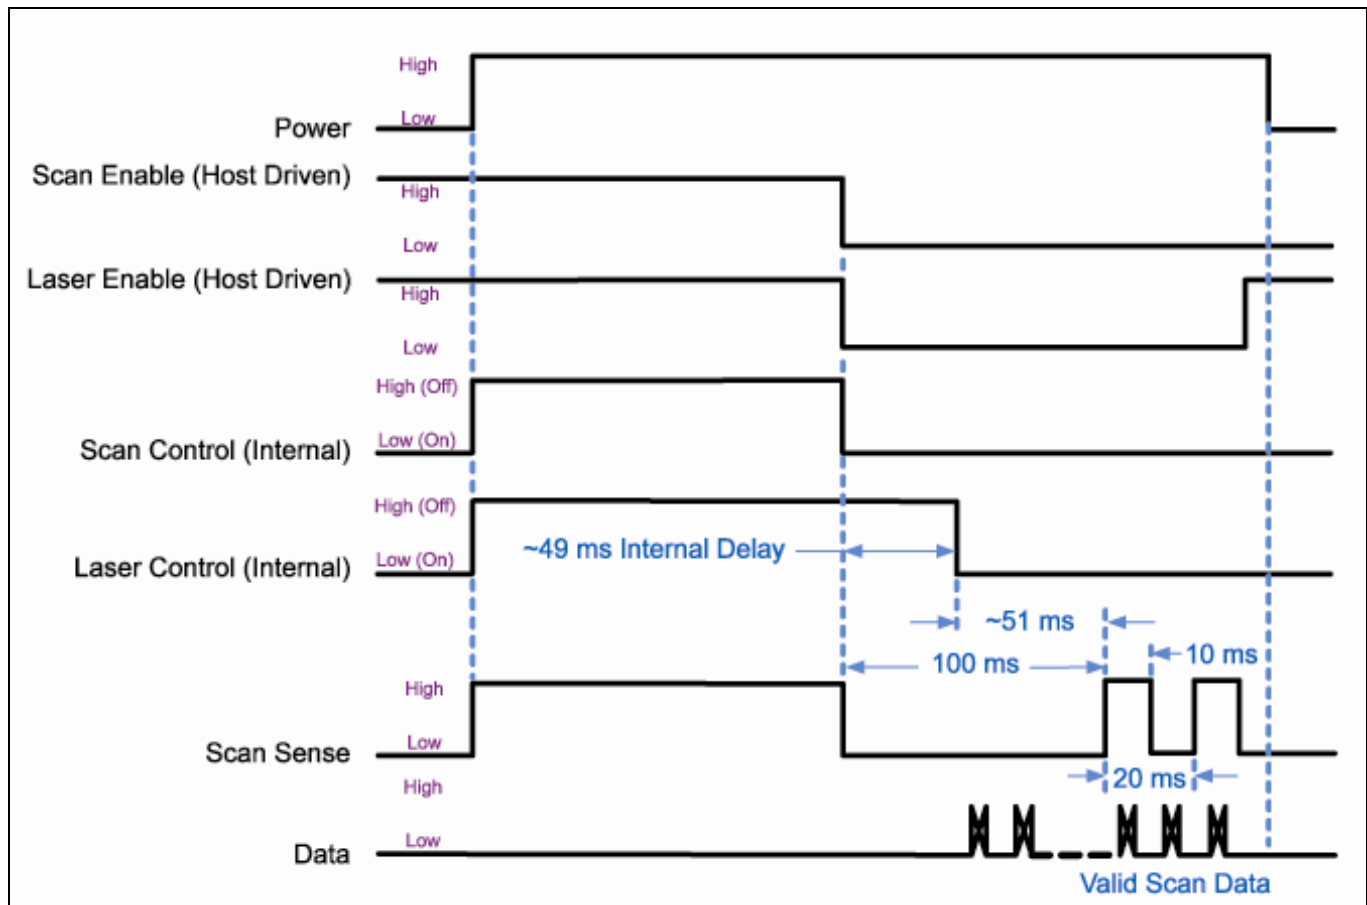 High
Low
Power
Scan Enable (Host Driven)
High
Low
Laser Enable (Host Driven)
High
Low
High (Off)
Low (On)
Scan Control (Internal)
High (Off)
~49 ms Internal Delay
Low (On)
Laser Control (Internal)
~51 ms
100 ms
10 ms
High
Low
Scan Sense
20 ms
High
Low
Data
Valid Scan Data